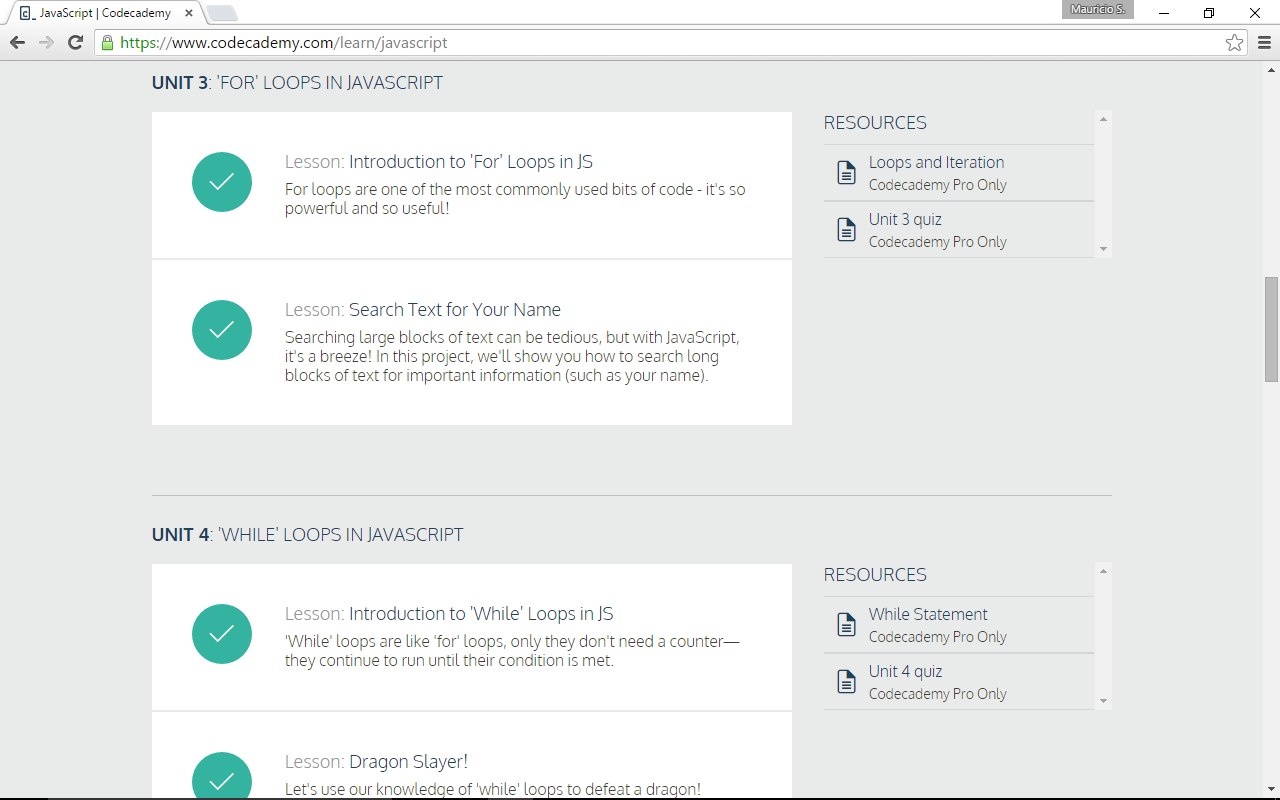 JavaScript | Codecademy
Mauricio S.
https://www.codecademy.com/learn/javascript
UNIT 3: 'FOR' LOOPS IN JAVASCRIPT
Lesson: Introduction to 'For' Loops in JS
For loops are one of the most commonly used bits of code - it's so
powerful and so useful!
Lesson: Search Text for Your Name
Searching large blocks of text can be tedious, but with JavaScript,
it's a breeze! In this project, we'll show you how to search long
blocks of text for important information (such as your name).
RESOURCES
Loops and Iteration
Codecademy Pro Only
Unit 3 quiz
Codecademy Pro Only
UNIT 4: 'WHILE' LOOPS IN JAVASCRIPT
Lesson: Introduction to 'While' Loops in JS
'While' loops are like 'for' loops, only they don't need a counter—
they continue to run until their condition is met.
Lesson: Dragon Slayer!
Let's use our knowledge of 'while' loops to defeat a dragon!
RESOURCES
While Statement
Codecademy Pro Only
Unit 4 quiz
Codecademy Pro Only